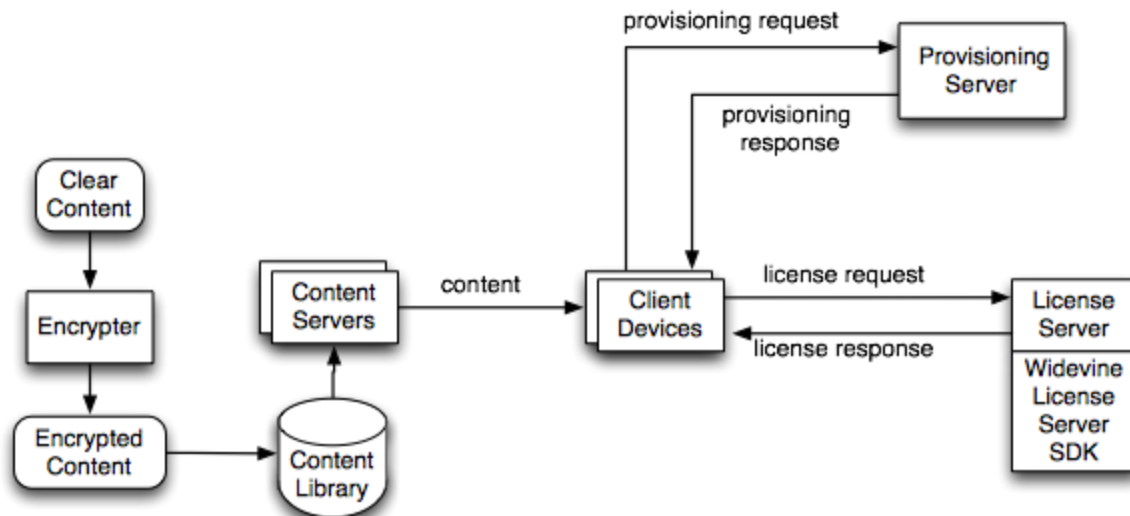 provisioning request
Provisioning
Server
provisioning
response
Clear
Content
Encrypter
Encrypted
Content
Content
Library
Content
Servers
content
Client
Devices
license request
license response
License
Server
Widevine
License
Server
SDK